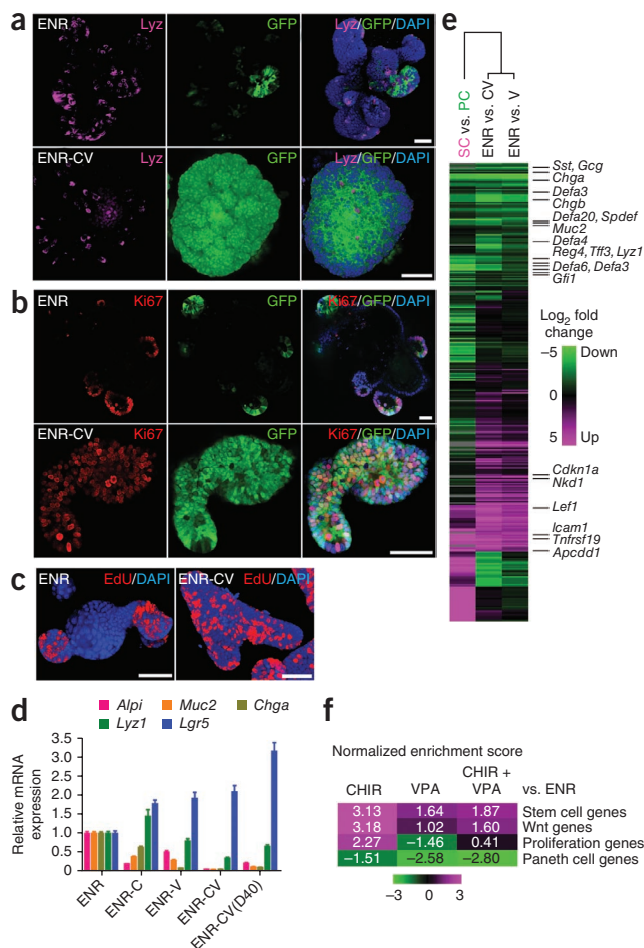 a
ENR Lyz GFP Lyz/GFP/DAPI
ENR-CV Lyz GFP Lyz/GFP/DAPI
b
ENR Ki67 GFP Ki67/GFP/DAPI
ENR-CV Ki67 GFP Ki67/GFP/DAPI
c
ENR EdU/DAPI ENR-CV EdU/DAPI
d
Alpi Muc2 Chga
Lyz1 Lgr5
Relative mRNA
expression
3.5
3.0
2.5
2.0
1.5
1.0
0.5
0
ENR
ENR-C
ENR-V
ENR-CV
ENR-CV(D40)
e
SC vs. PC
ENR vs. CV
ENR vs. V
Sst, Gcg
Chga
Defa3
Chgb
Defa20, Spdef
Muc2
Defa4
Reg4, Tff3, Lyz1
Defa6, Defa3
Gfi1
Log2 fold
change
−5 Down
0
5 Up
Cdkn1a
Nkd1
Lef1
Icam1
Tnfrsf19
Apcdd1
f
Normalized enrichment score
CHIR VPA CHIR + VPA vs. ENR
3.13 1.64 1.87 Stem cell genes
3.18 1.02 1.60 Wnt genes
2.27 −1.46 0.41 Proliferation genes
−1.51 −2.58 −2.80 Paneth cell genes
−3 0 3